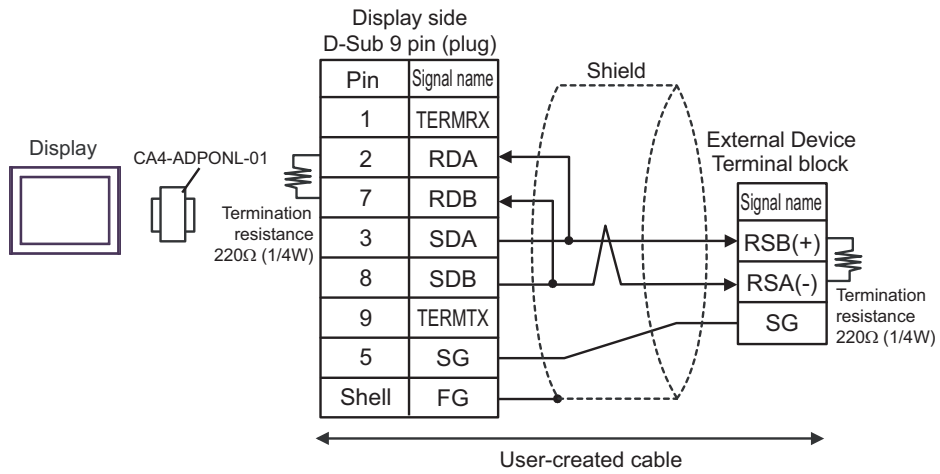 Display side
D-Sub 9 pin (plug)
Pin Signal name
1 TERMRX
2 RDA
7 RDB
3 SDA
8 SDB
9 TERMTX
5 SG
Shell FG
Display
CA4-ADPONL-01
Termination
resistance
220Ω (1/4W)
Shield
External Device
Terminal block
Signal name
RSB(+)
RSA(-)
SG
Termination
resistance
220Ω (1/4W)
User-created cable